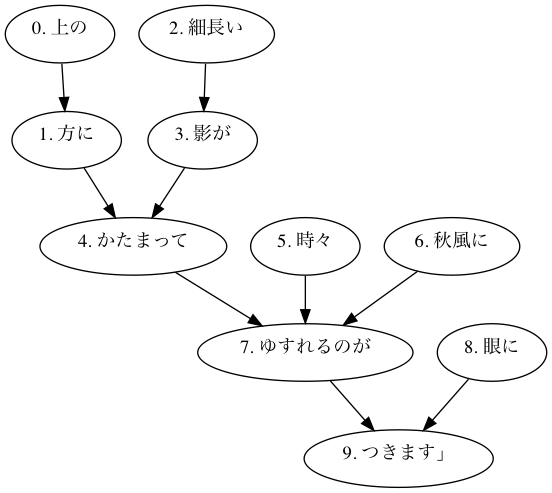 0. 上の
2. 細長い
1. 方に
3. 影が
4. かたまって
5. 時々
6. 秋風に
7. ゆすれるのが
8. 眼に
9. つきます」